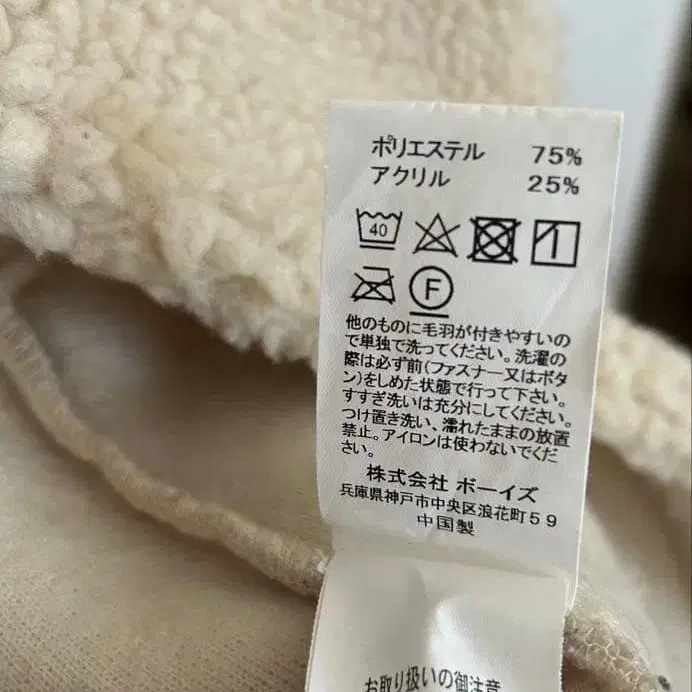 ポリエステル 75%
アクリル 25%
40
F
他のものに毛羽が付きやすいの
で単独で洗ってください。洗濯の
際は必ず前(ファスナー又はボタ
ン)をしめた状態で行って下さい。
すすぎ洗いは充分にしてください。
つけ置き洗い、濡れたままの放置
禁止。アイロンは使わないでくだ
さい。
株式会社 ボーイズ
兵庫県神戸市中央区浪花町59
中国製
お取り扱いの御注意